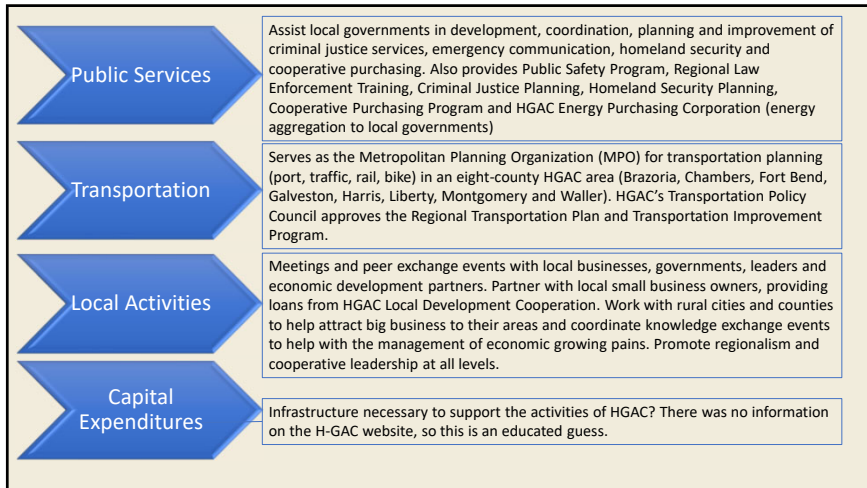 Public Services
Assist local governments in development, coordination, planning and improvement of
criminal justice services, emergency communication, homeland security and
cooperative purchasing. Also provides Public Safety Program, Regional Law
Enforcement Training, Criminal Justice Planning, Homeland Security Planning,
Cooperative Purchasing Program and HGAC Energy Purchasing Corporation (energy
aggregation to local governments)
Transportation
Serves as the Metropolitan Planning Organization (MPO) for transportation planning
(port, traffic, rail, bike) in an eight-county HGAC area (Brazoria, Chambers, Fort Bend,
Galveston, Harris, Liberty, Montgomery and Waller). HGAC’s Transportation Policy
Council approves the Regional Transportation Plan and Transportation Improvement
Program.
Local Activities
Meetings and peer exchange events with local businesses, governments, leaders and
economic development partners. Partner with local small business owners, providing
loans from HGAC Local Development Cooperation. Work with rural cities and counties
to help attract big business to their areas and coordinate knowledge exchange events
to help with the management of economic growing pains. Promote regionalism and
cooperative leadership at all levels.
Capital
Expenditures
Infrastructure necessary to support the activities of HGAC? There was no information
on the H-GAC website, so this is an educated guess.